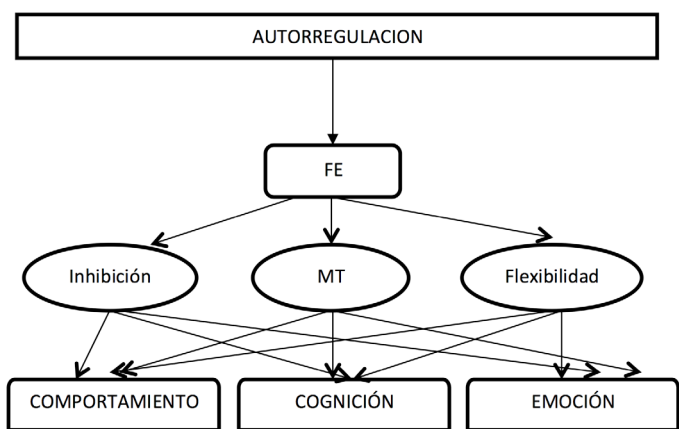 AUTORREGULACION
FE
Inhibición
MT
Flexibilidad
COMPORTAMIENTO
COGNICIÓN
EMOCIÓN